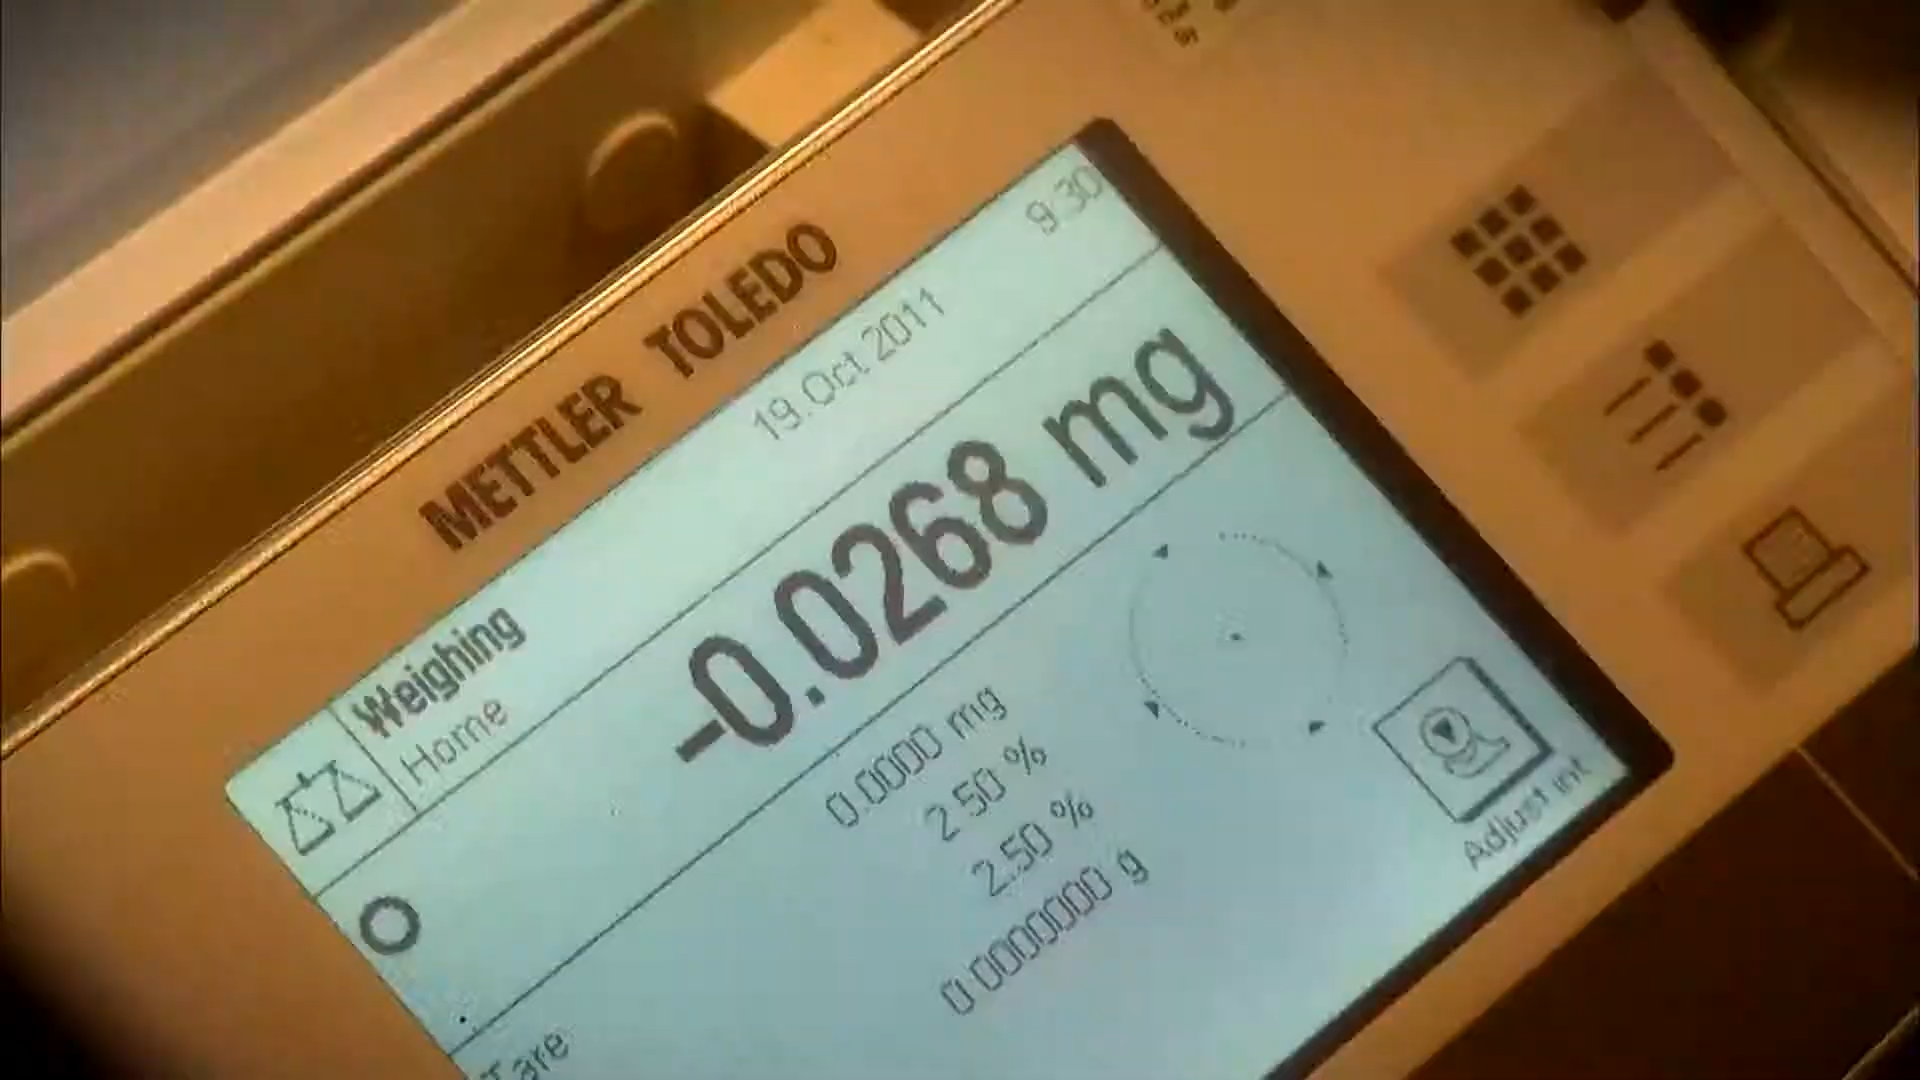 METTLER TOLEDO
Weighing
Home
19.Oct 2011
9:30
-0.0268 mg
0.0000 mg
2.50 %
2.50 %
0.0000000 g
Adjust int
Tare